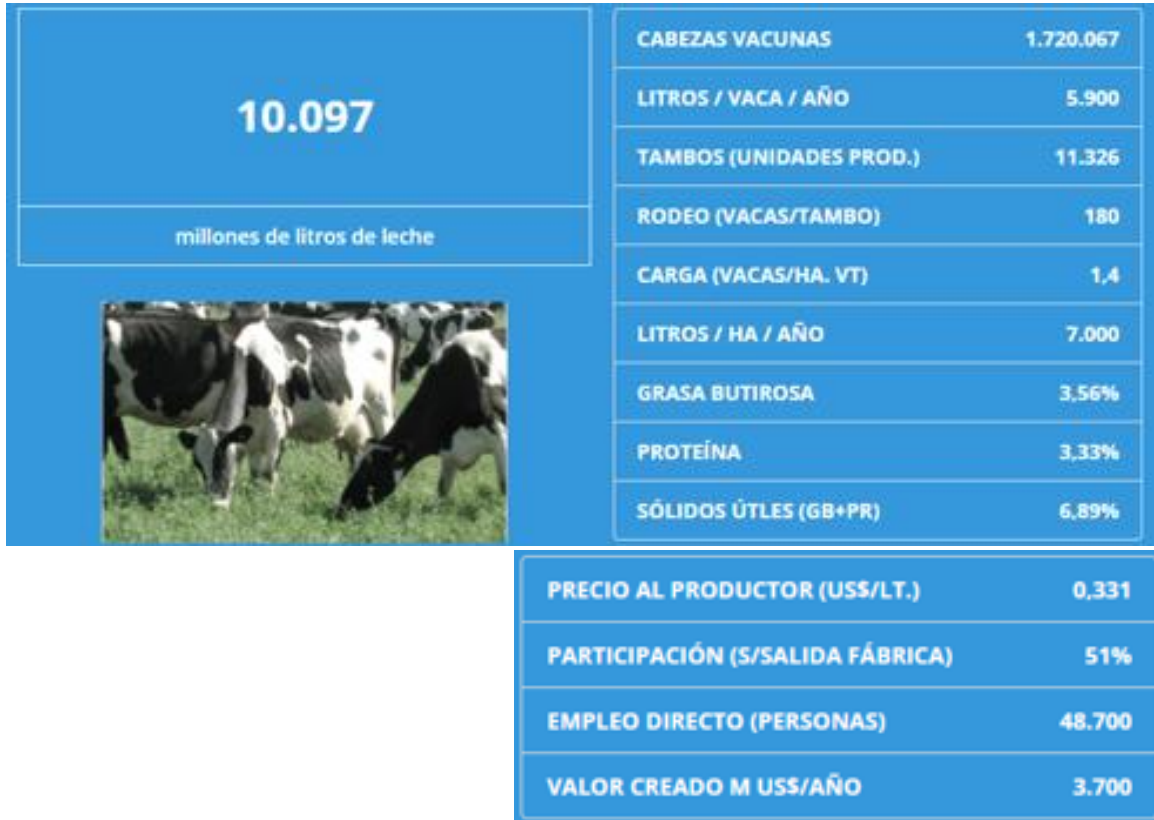 10.097
millones de litros de leche
CABEZAS VACUNAS 1.720.067
LITROS / VACA / AÑO 5.900
TAMBOS (UNIDADES PROD.) 11.326
RODEO (VACAS/TAMBO) 180
CARGA (VACAS/HA. VT) 1,4
LITROS / HA / AÑO 7.000
GRASA BUTIROSA 3,56%
PROTEÍNA 3,33%
SÓLIDOS ÚTLES (GB+PR) 6,89%
PRECIO AL PRODUCTOR (US$/LT.) 0,331
PARTICIPACIÓN (S/SALIDA FÁBRICA) 51%
EMPLEO DIRECTO (PERSONAS) 48.700
VALOR CREADO M US$/AÑO 3.700